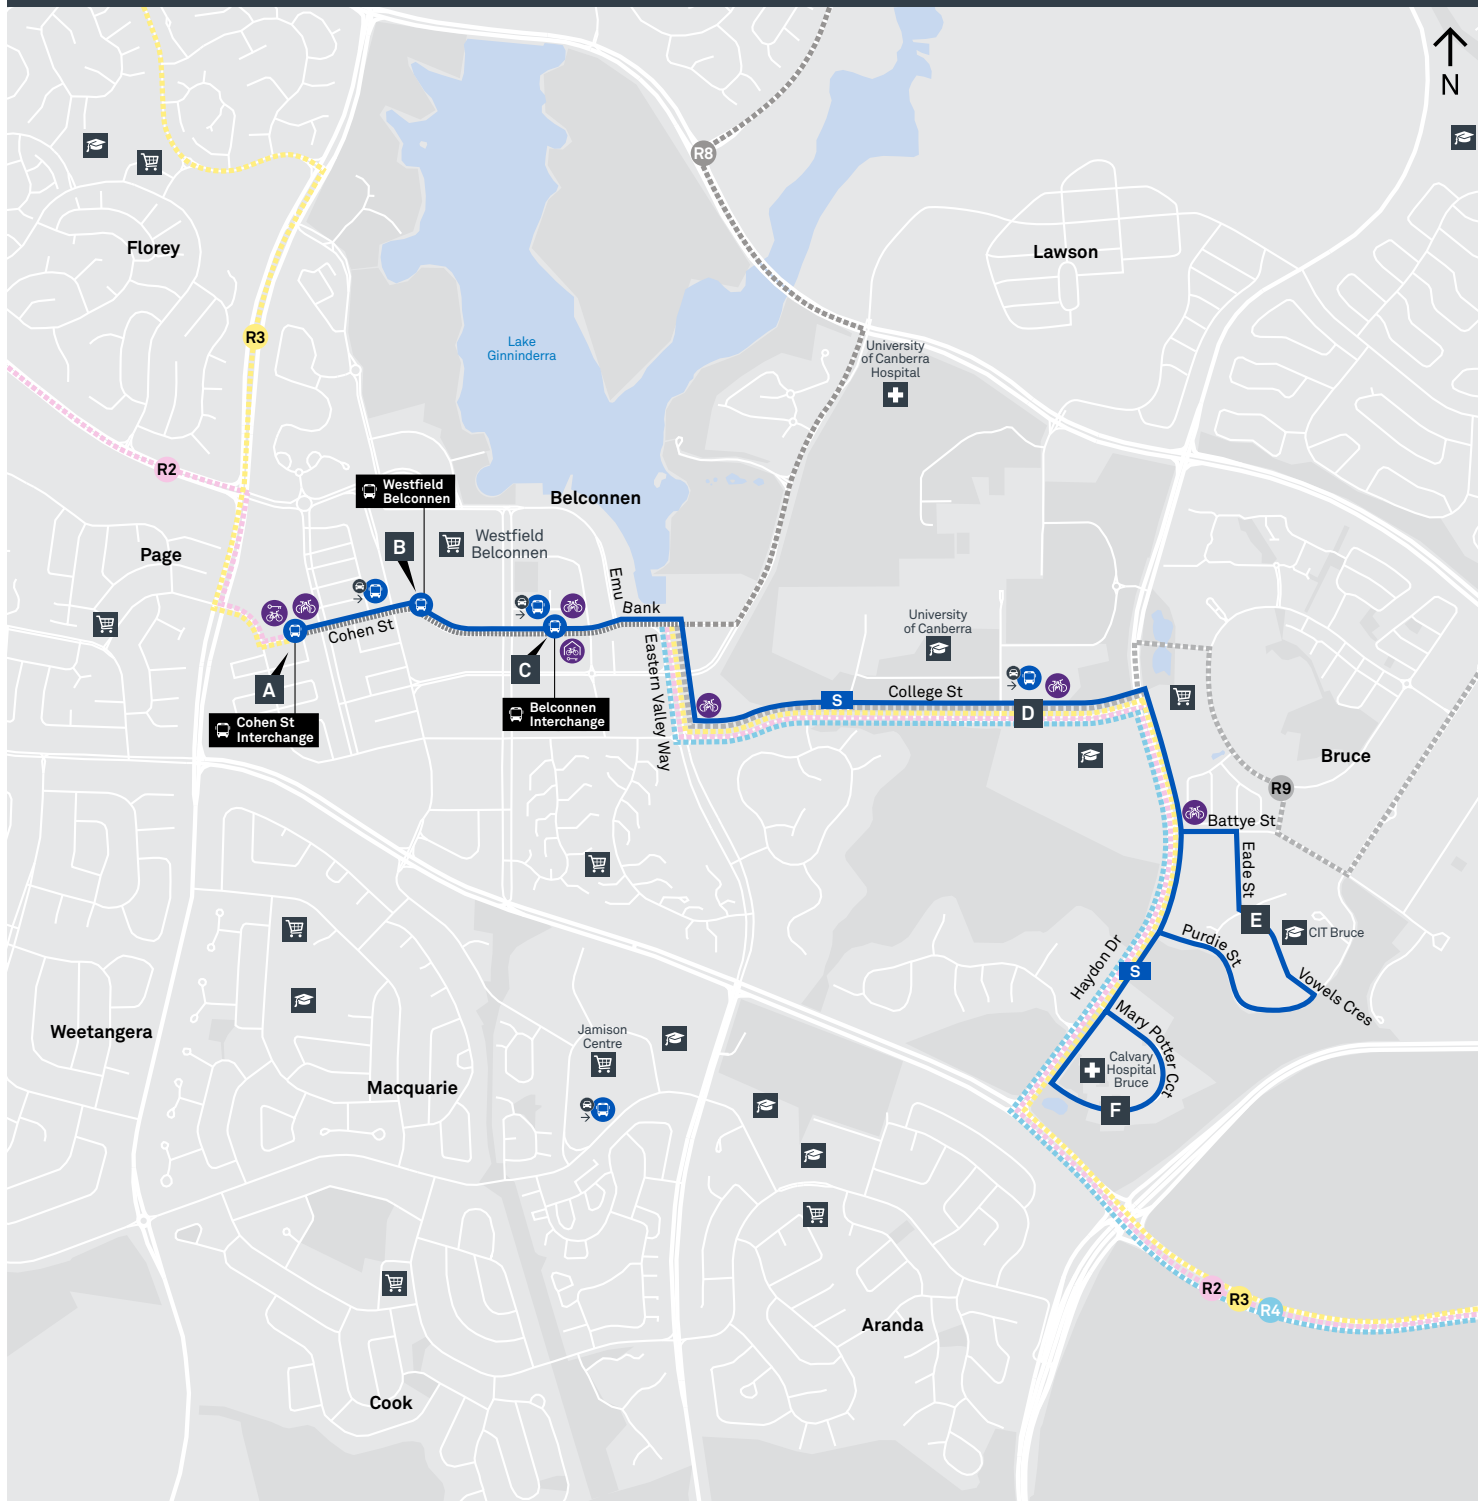 N
R8
Florey
Lawson
R3
Lake
Ginninderra
University
of Canberra
Hospital
R2
Westfield
Belconnen
Belconnen
Page
B
Westfield
Belconnen
Emu
Bank
Cohen St
University
of Canberra
Eastern Valley Way
A
C
College St
S
D
Cohen St
Interchange
Belconnen
Interchange
Bruce
R9
Battye St
Eade St
E
CIT Bruce
Purdie St
Haydon Dr
S
Vowels Cres
Mary Potter Cct
Weetangera
Jamison
Centre
Calvary
Hospital
Bruce
Macquarie
F
R2
R3
R4
Aranda
Cook